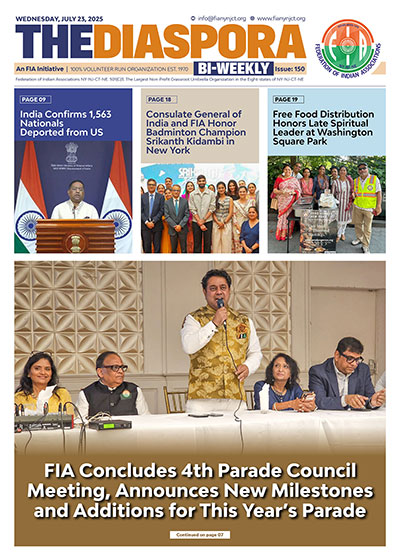 WEDNESDAY, JULY 23, 2025
info@fianynjct.org www.fianynjct.org
THE DIASPORA
An FIA Initiative | 100% VOLUNTEER RUN ORGANIZATION EST. 1970
BI-WEEKLY
Issue: 150
FIA
FEDERATION OF INDIAN ASSOCIATIONS
PAGE 09
India Confirms 1,563
Nationals
Deported from US
PAGE 18
Consulate General of
India and FIA Honor
Badminton Champion
Srikanth Kidambi in
New York
PAGE 19
Free Food Distribution
Honors Late Spiritual
Leader at Washington
Square Park
FIA Concludes 4th Parade Council
Meeting, Announces New Milestones
and Additions for This Year's Parade
Continued on page 07